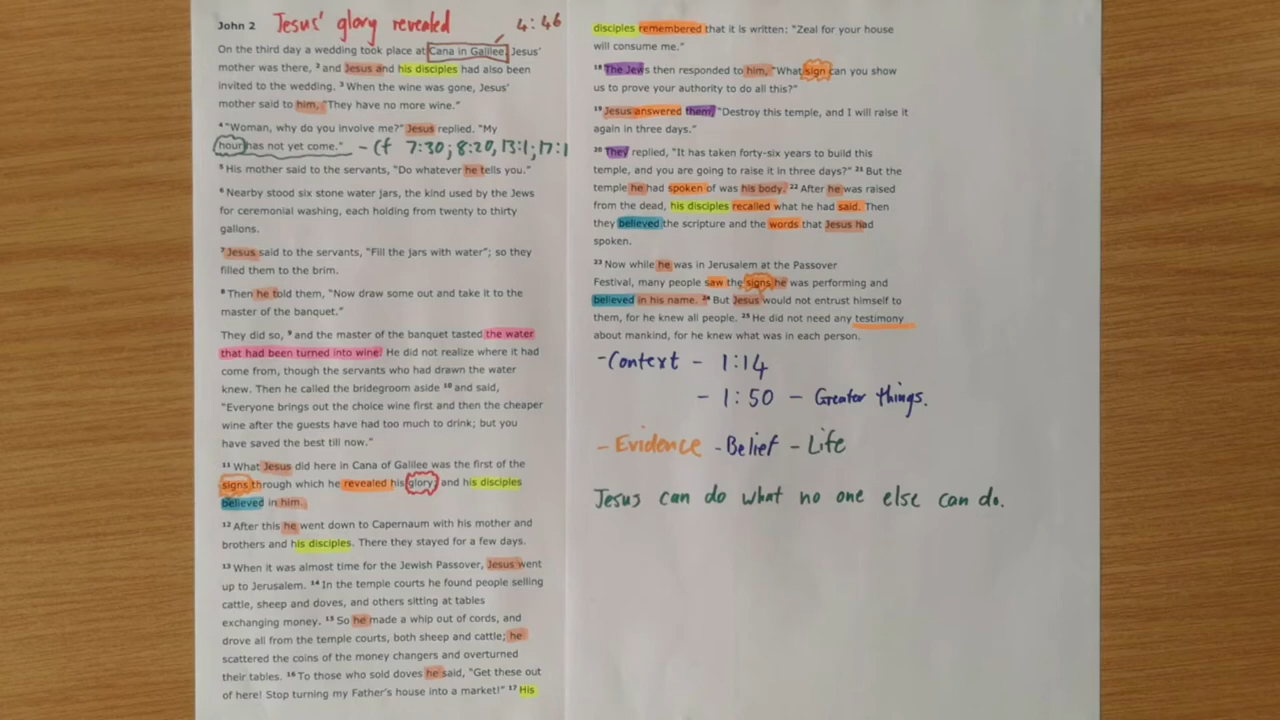 John 2 Jesus' glory revealed 4:46
On the third day a wedding took place at Cana in Galilee. Jesus'
mother was there, ² and Jesus and his disciples had also been
invited to the wedding. ³ When the wine was gone, Jesus'
mother said to him, "They have no more wine."
⁴ "Woman, why do you involve me?" Jesus replied. "My
hour has not yet come." – Cf 7:30; 8:20, 13:1; 17:1
⁵ His mother said to the servants, "Do whatever he tells you."
⁶ Nearby stood six stone water jars, the kind used by the Jews
for ceremonial washing, each holding from twenty to thirty
gallons.
⁷ Jesus said to the servants, "Fill the jars with water"; so they
filled them to the brim.
⁸ Then he told them, "Now draw some out and take it to the
master of the banquet."
They did so, ⁹ and the master of the banquet tasted the water
that had been turned into wine. He did not realize where it had
come from, though the servants who had drawn the water
knew. Then he called the bridegroom aside ¹⁰ and said,
"Everyone brings out the choice wine first and then the cheaper
wine after the guests have had too much to drink; but you
have saved the best till now."
¹¹ What Jesus did here in Cana of Galilee was the first of the
signs through which he revealed his glory; and his disciples
believed in him.
¹² After this he went down to Capernaum with his mother and
brothers and his disciples. There they stayed for a few days.
¹³ When it was almost time for the Jewish Passover, Jesus went
up to Jerusalem. ¹⁴ In the temple courts he found people selling
cattle, sheep and doves, and others sitting at tables
exchanging money. ¹⁵ So he made a whip out of cords, and
drove all from the temple courts, both sheep and cattle; he
scattered the coins of the money changers and overturned
their tables. ¹⁶ To those who sold doves he said, "Get these out
of here! Stop turning my Father's house into a market!" ¹⁷ His
disciples remembered that it is written: "Zeal for your house
will consume me."
¹⁸ The Jews then responded to him, "What sign can you show
us to prove your authority to do all this?"
¹⁹ Jesus answered them, "Destroy this temple, and I will raise it
again in three days."
²⁰ They replied, "It has taken forty-six years to build this
temple, and you are going to raise it in three days?" ²¹ But the
temple he had spoken of was his body. ²² After he was raised
from the dead, his disciples recalled what he had said. Then
they believed the scripture and the words that Jesus had
spoken.
²³ Now while he was in Jerusalem at the Passover
Festival, many people saw the signs he was performing and
believed in his name. ²⁴ But Jesus would not entrust himself to
them, for he knew all people. ²⁵ He did not need any testimony
about mankind, for he knew what was in each person.
-Context - 1:14
- 1:50 - Greater things.
- Evidence - Belief - Life
Jesus can do what no one else can do.